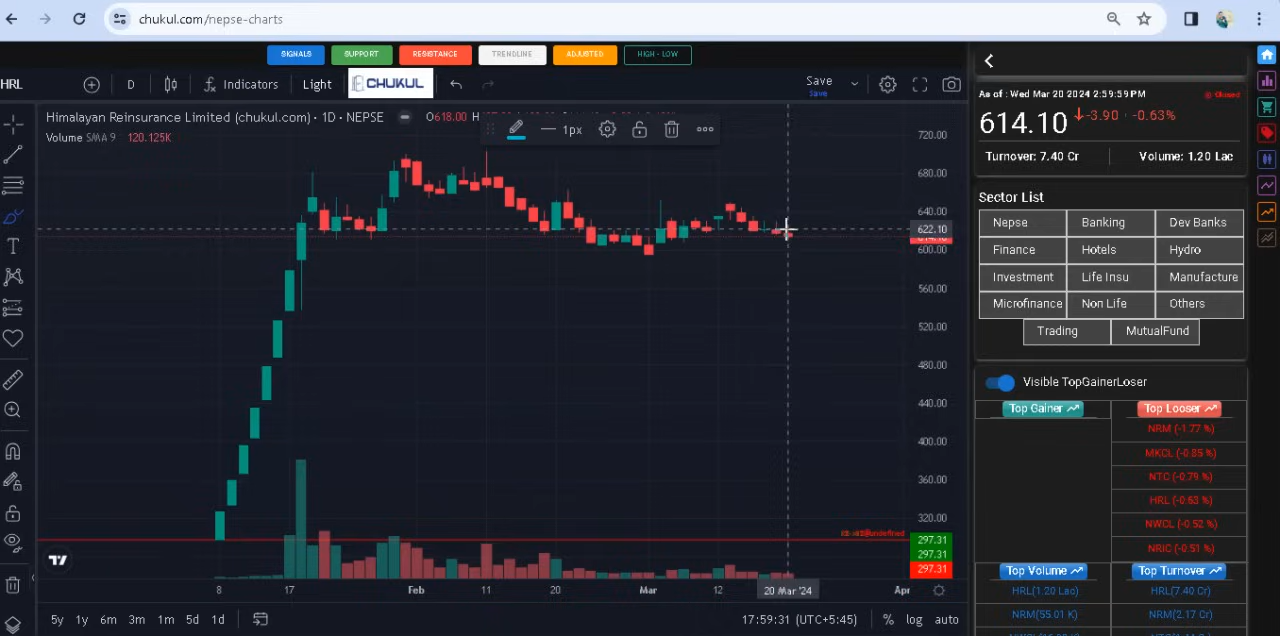 chukul.com/nepse-charts
SIGNALS SUPPORT RESISTANCE TRENDLINE ADJUSTED HIGH - LOW
HRL D Indicators Light CHUKUL Save
Save
Himalayan Reinsurance Limited (chukul.com) · 1D · NEPSE O618.00 H
1px
Volume SMA 9 120.125K
720.00
680.00
640.00
622.10
614.10
600.00
560.00
520.00
480.00
440.00
400.00
360.00
320.00
297.31
297.31
297.31
8 17 Feb 11 20 Mar 12 20 Mar '24 Apr
5y 1y 6m 3m 1m 5d 1d 17:59:31 (UTC+5:45) % log auto
As of : Wed Mar 20 2024 2:59:59 PM Closed
614.10 -3.90 · -0.63%
Turnover: 7.40 Cr Volume: 1.20 Lac
Sector List
Nepse Banking Dev Banks
Finance Hotels Hydro
Investment Life Insu Manufacture
Microfinance Non Life Others
Trading MutualFund
Visible TopGainerLoser
Top Gainer Top Looser
NRM (-1.77 %)
MKCL (-0.85 %)
NTC (-0.79 %)
HRL (-0.63 %)
NWCL (-0.52 %)
NRIC (-0.51 %)
Top Volume Top Turnover
HRL(1.20 Lac) HRL(7.40 Cr)
NRM(55.01 K) NRM(2.17 Cr)